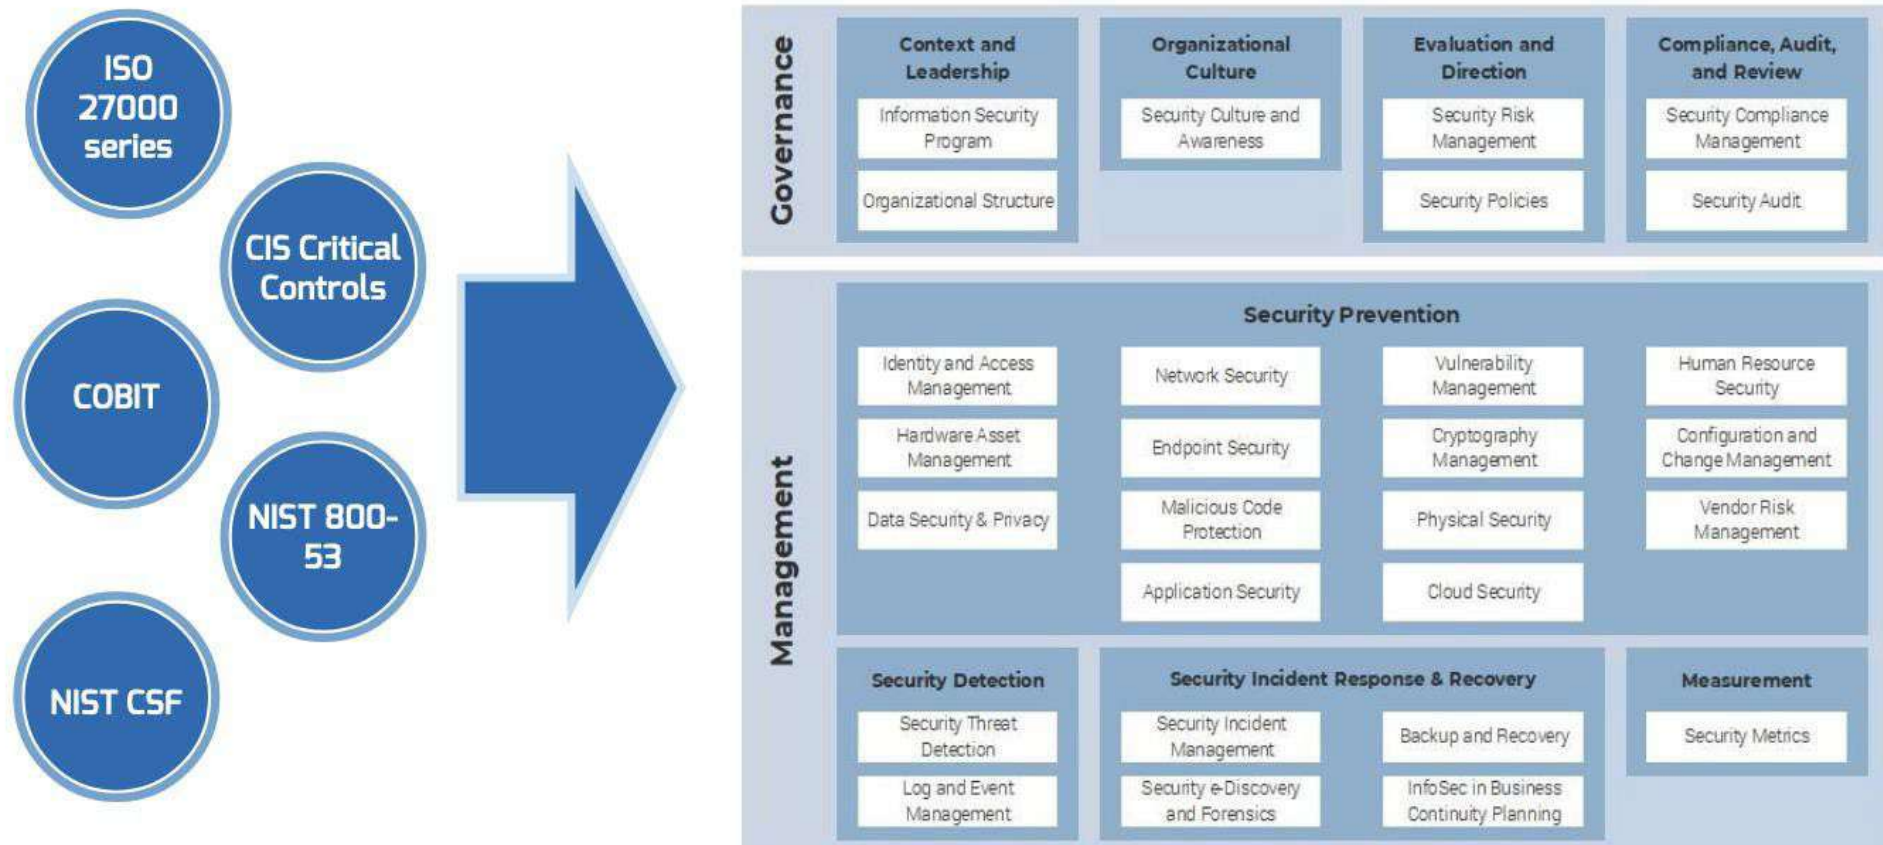 ISO
27000
series
CIS Critical
Controls
COBIT
NIST 800-
53
NIST CSF
Governance
Context and
Leadership
Information Security
Program
Organizational Structure
Organizational
Culture
Security Culture and
Awareness
Evaluation and
Direction
Security Risk
Management
Security Policies
Compliance, Audit,
and Review
Security Compliance
Management
Security Audit
Management
Security Prevention
Identity and Access
Management
Hardware Asset
Management
Data Security & Privacy
Network Security
Endpoint Security
Malicious Code
Protection
Application Security
Vulnerability
Management
Cryptography
Management
Physical Security
Cloud Security
Human Resource
Security
Configuration and
Change Management
Vendor Risk
Management
Security Detection
Security Threat
Detection
Log and Event
Management
Security Incident Response & Recovery
Security Incident
Management
Security e-Discovery
and Forensics
Backup and Recovery
InfoSec in Business
Continuity Planning
Measurement
Security Metrics